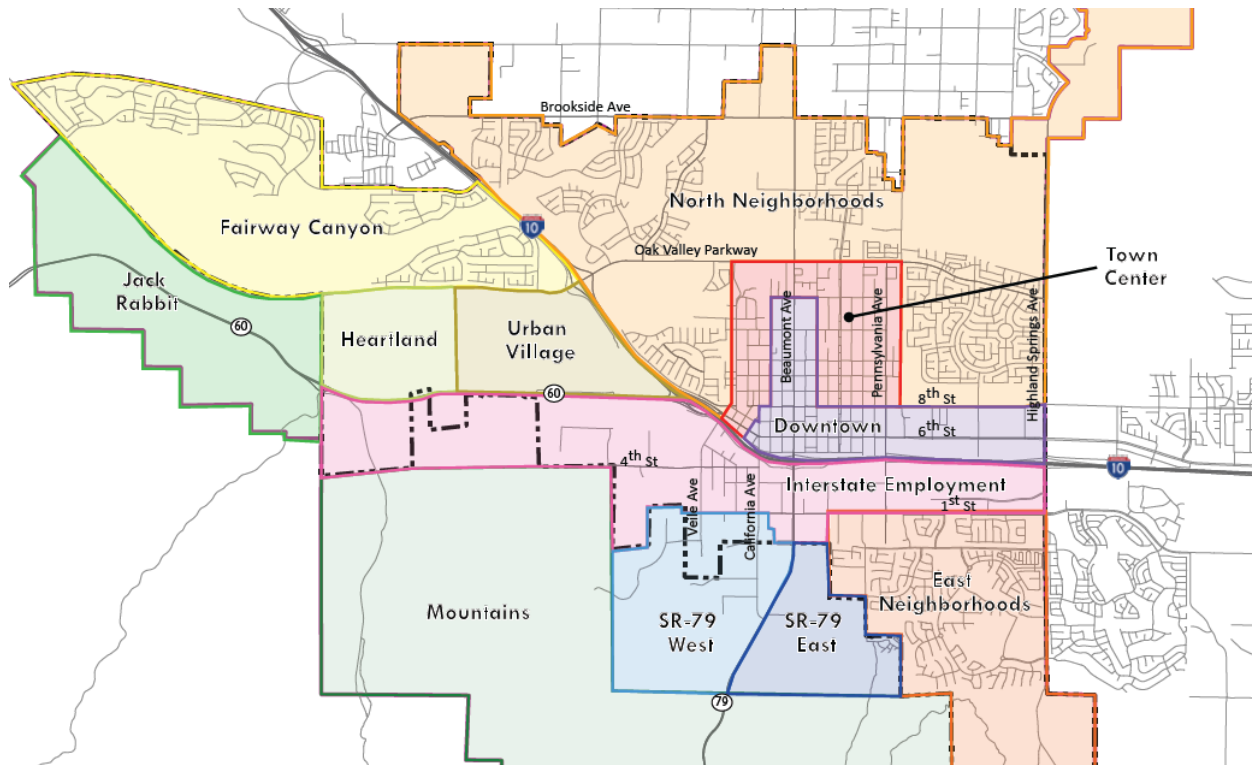 Brookside Ave
North Neighborhoods
Fairway Canyon
10
Oak Valley Parkway
Town
Center
Jack
Rabbit
60
Heartland
Urban
Village
Beaumont Ave
Pennsylvania Ave
Highland Springs Ave
60
8th St
Downtown
6th St
4th St
10
Interstate Employment
1st St
Veile Ave
California Ave
East
Neighborhoods
Mountains
SR-79
West
SR-79
East
79